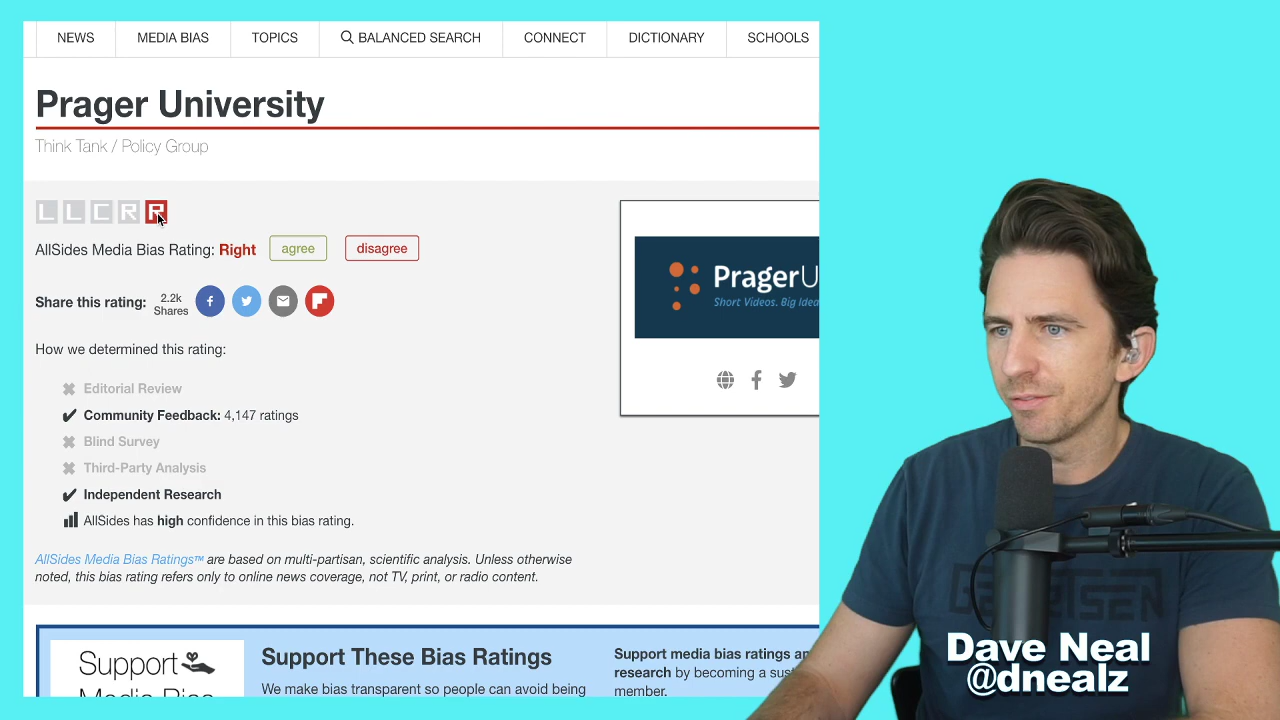 NEWS
MEDIA BIAS
TOPICS
BALANCED SEARCH
CONNECT
DICTIONARY
SCHOOLS
Prager University
Think Tank / Policy Group
L L C R R
AllSides Media Bias Rating: Right
agree
disagree
Share this rating:
2.2k
Shares
How we determined this rating:
Editorial Review
Community Feedback: 4,147 ratings
Blind Survey
Third-Party Analysis
Independent Research
AllSides has high confidence in this bias rating.
AllSides Media Bias Ratings™ are based on multi-partisan, scientific analysis. Unless otherwise
noted, this bias rating refers only to online news coverage, not TV, print, or radio content.
PragerU
Short Videos. Big Idea
Support
Media Bias
Support These Bias Ratings
We make bias transparent so people can avoid being
Support media bias ratings
research by becoming a
member.
Dave Neal
@dnealz